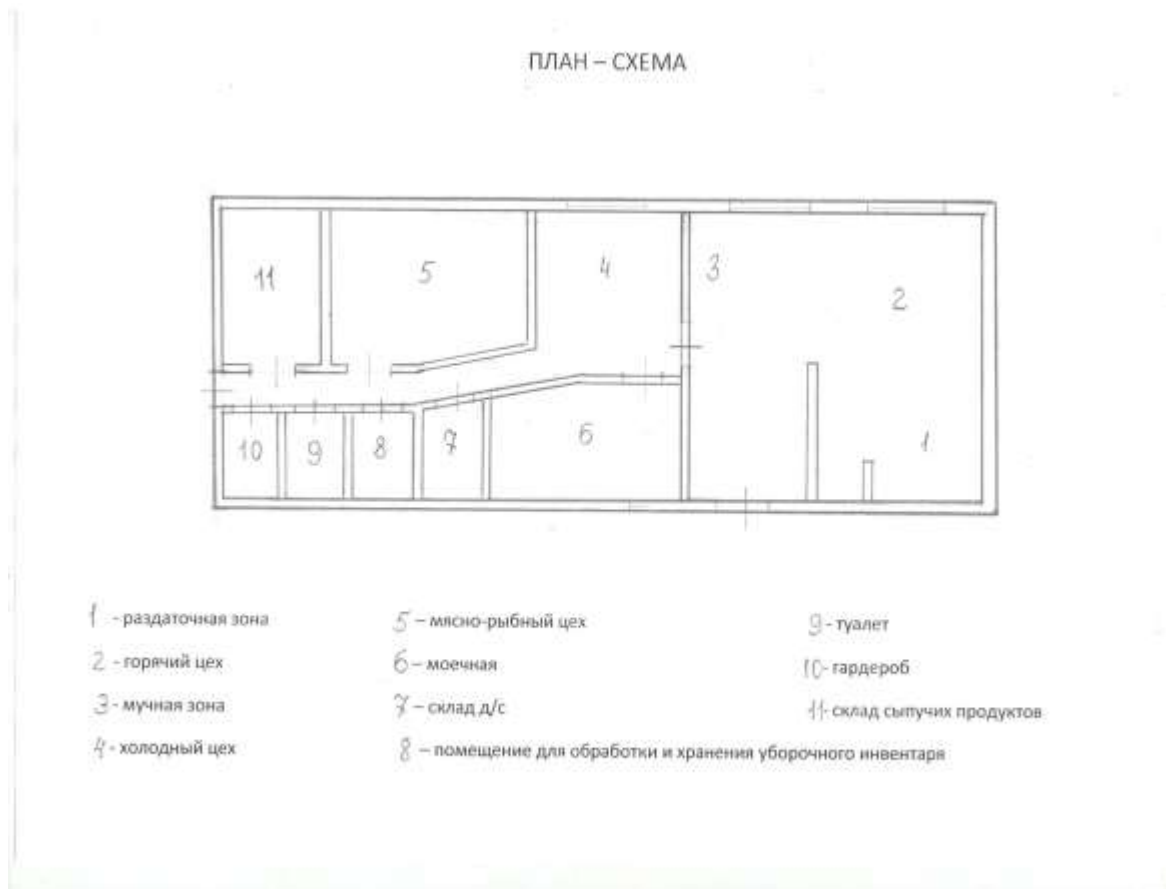 ПЛАН – СХЕМА
11
5
4
3
2
10
9
8
7
6
1
1 - раздаточная зона
2 - горячий цех
3 - мучная зона
4 - холодный цех
5 – мясно-рыбный цех
6 – моечная
7 – склад д/с
8 – помещение для обработки и хранения уборочного инвентаря
9 - туалет
10- гардероб
11- склад сыпучих продуктов